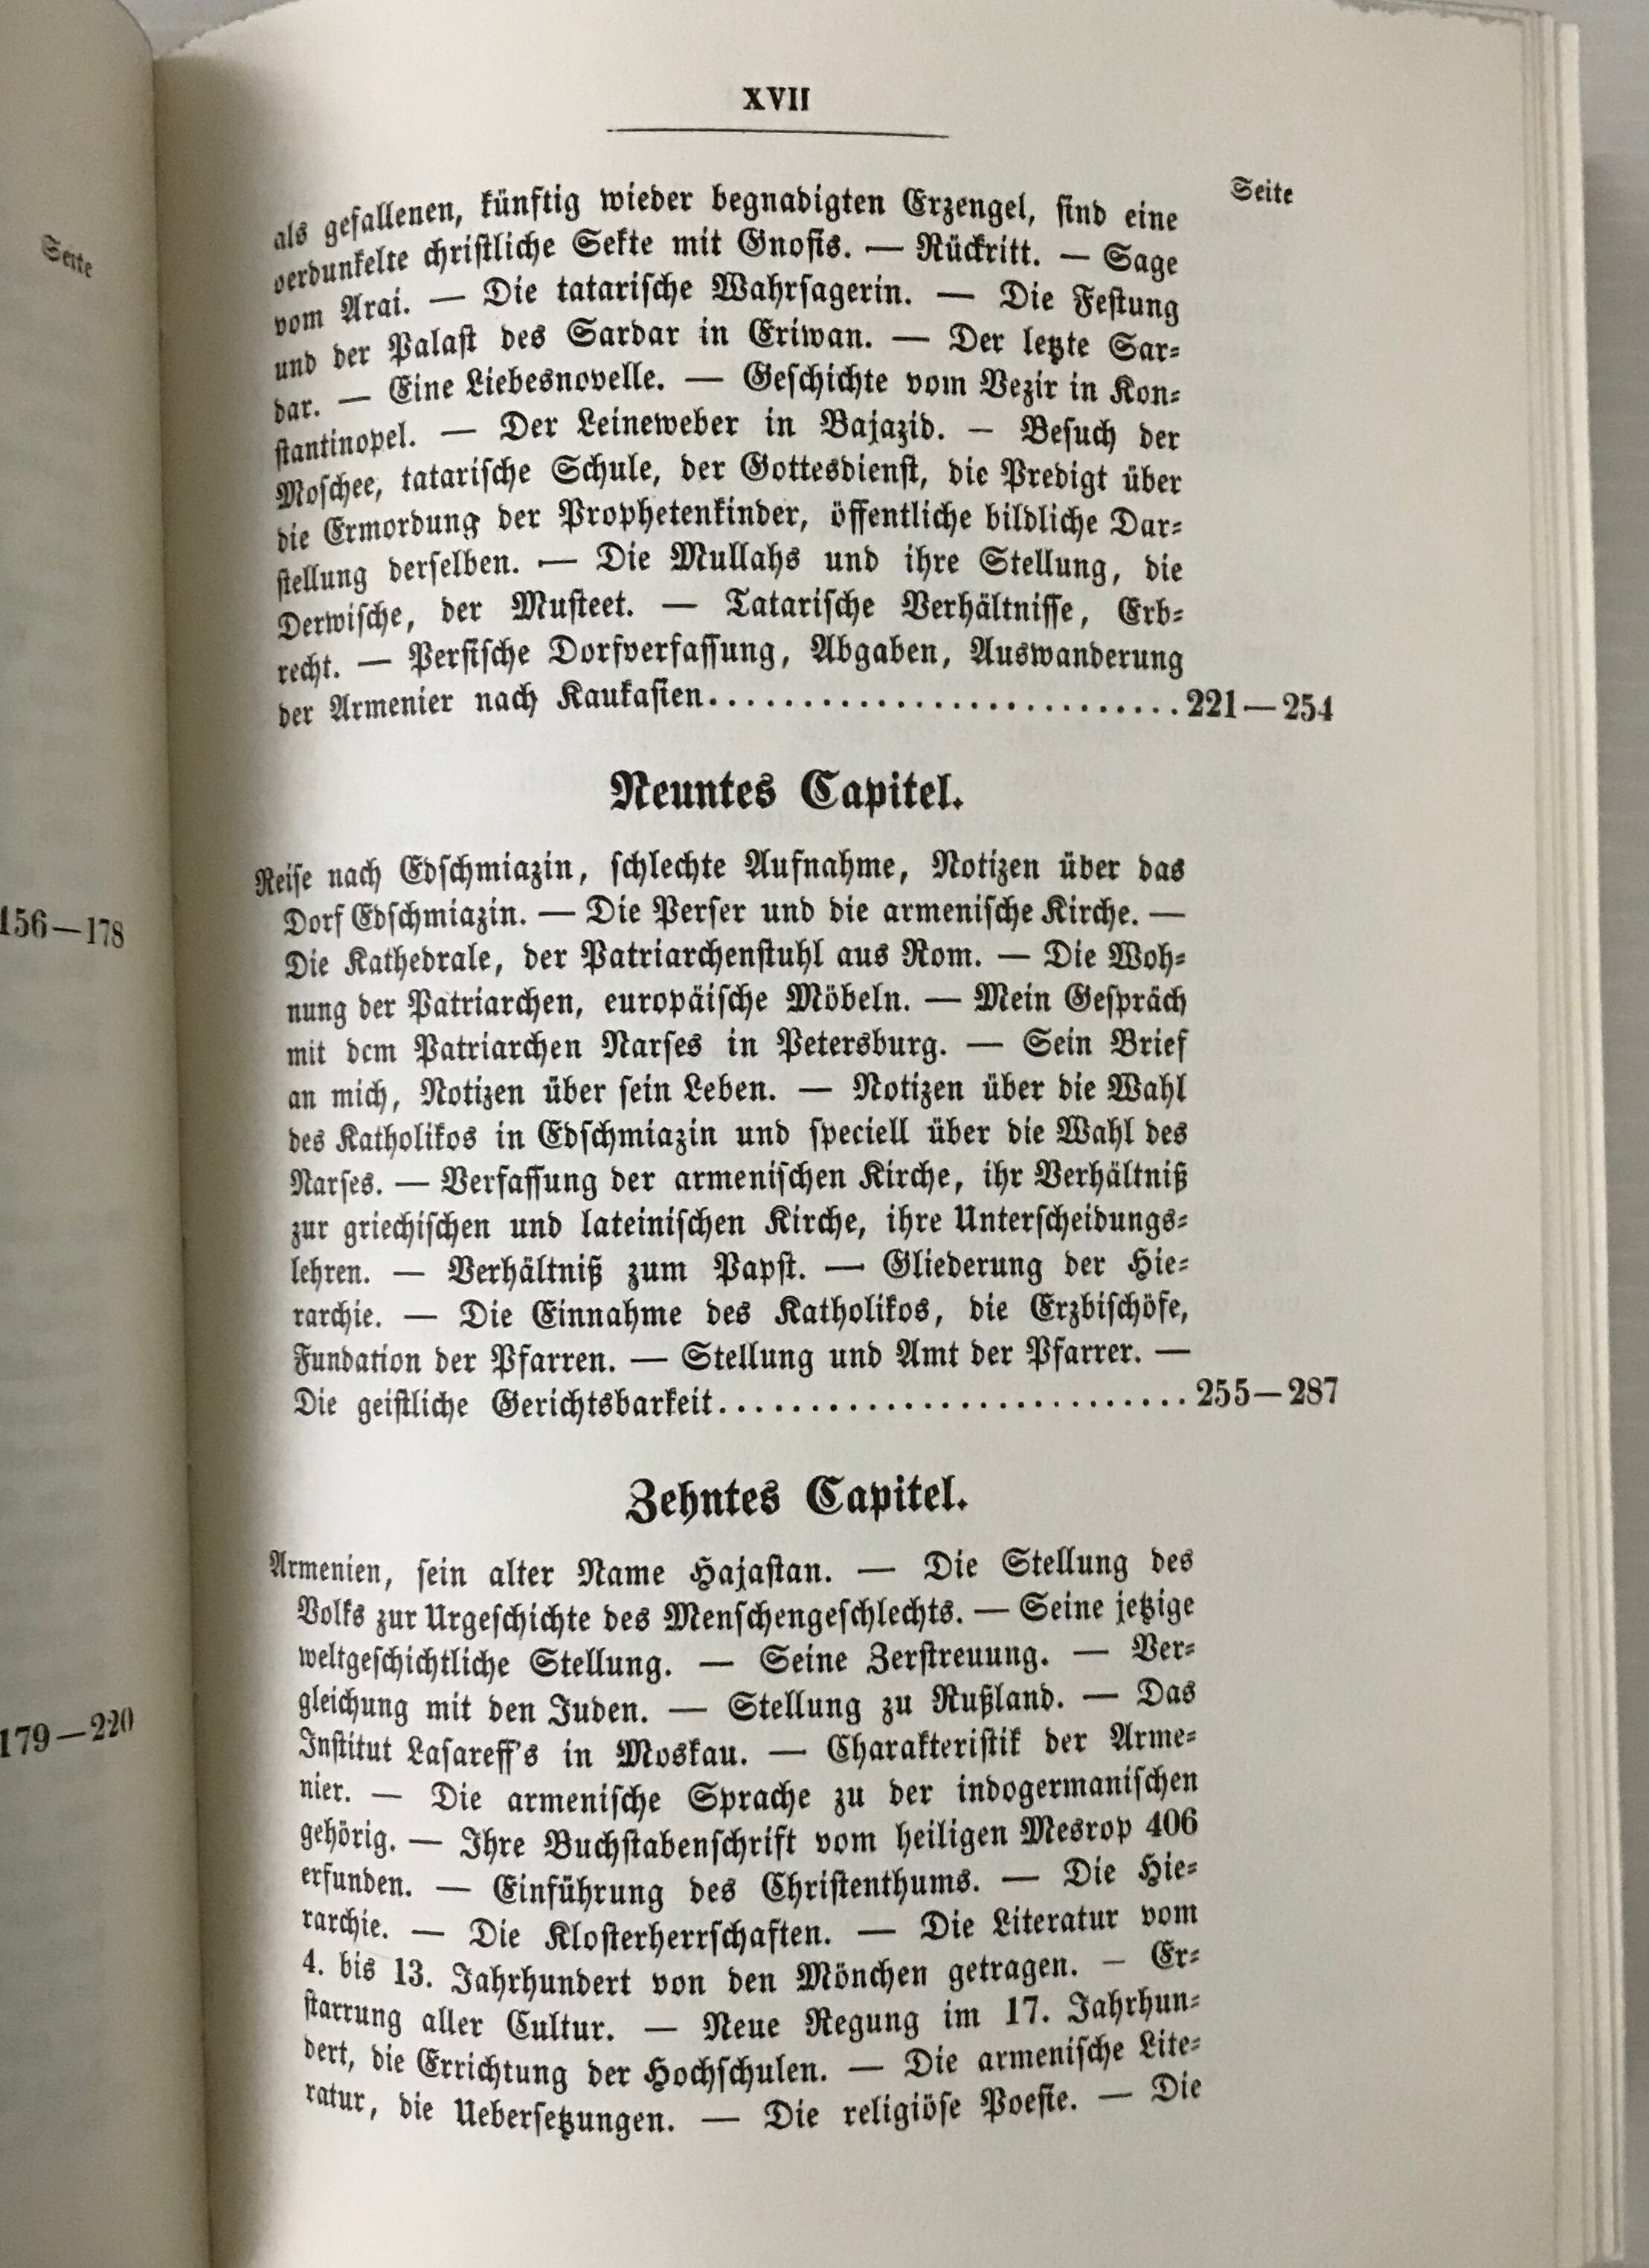 Seite
156—178
179—220
XVII
Seite
als gefallenen, künftig wieder begnadigten Erzengel, sind eine
verdunkelte christliche Sekte mit Gnosis. — Rückritt. — Sage
vom Arai. — Die tatarische Wahrsagerin. — Die Festung
und der Palast des Sardar in Eriwan. — Der letzte Sar-
dar. — Eine Liebesnovelle. — Geschichte vom Vezir in Kon-
stantinopel. — Der Leineweber in Bajazid. — Besuch der
Moschee, tatarische Schule, der Gottesdienst, die Predigt über
die Ermordung der Prophetenkinder, öffentliche bildliche Dar-
stellung derselben. — Die Mullahs und ihre Stellung, die
Derwische, der Musteet. — Tatarische Verhältnisse, Erb-
recht. — Persische Dorfverfassung, Abgaben, Auswanderung
der Armenier nach Kaukasien........................... 221—254
Neuntes Capitel.
Reise nach Edschmiazin, schlechte Aufnahme, Notizen über das
Dorf Edschmiazin. — Die Perser und die armenische Kirche. —
Die Kathedrale, der Patriarchenstuhl aus Rom. — Die Woh-
nung der Patriarchen, europäische Möbeln. — Mein Gespräch
mit dem Patriarchen Narses in Petersburg. — Sein Brief
an mich, Notizen über sein Leben. — Notizen über die Wahl
des Katholikos in Edschmiazin und speciell über die Wahl des
Narses. — Verfassung der armenischen Kirche, ihr Verhältniß
zur griechischen und lateinischen Kirche, ihre Unterscheidungs-
lehren. — Verhältniß zum Papst. — Gliederung der Hie-
rarchie. — Die Einnahme des Katholikos, die Erzbischöfe,
Fundation der Pfarren. — Stellung und Amt der Pfarrer. —
Die geistliche Gerichtsbarkeit........................... 255—287
Zehntes Capitel.
Armenien, sein alter Name Hajastan. — Die Stellung des
Volks zur Urgeschichte des Menschengeschlechts. — Seine jetzige
weltgeschichtliche Stellung. — Seine Zerstreuung. — Ver-
gleichung mit den Juden. — Stellung zu Rußland. — Das
Institut Lasareff's in Moskau. — Charakteristik der Arme-
nier. — Die armenische Sprache zu der indogermanischen
gehörig. — Ihre Buchstabenschrift vom heiligen Mesrop 406
erfunden. — Einführung des Christenthums. — Die Hie-
rarchie. — Die Klosterherrschaften. — Die Literatur vom
4. bis 13. Jahrhundert von den Mönchen getragen. — Er-
starrung aller Cultur. — Neue Regung im 17. Jahrhun-
dert, die Errichtung der Hochschulen. — Die armenische Lite-
ratur, die Uebersetzungen. — Die religiöse Poesie. — Die